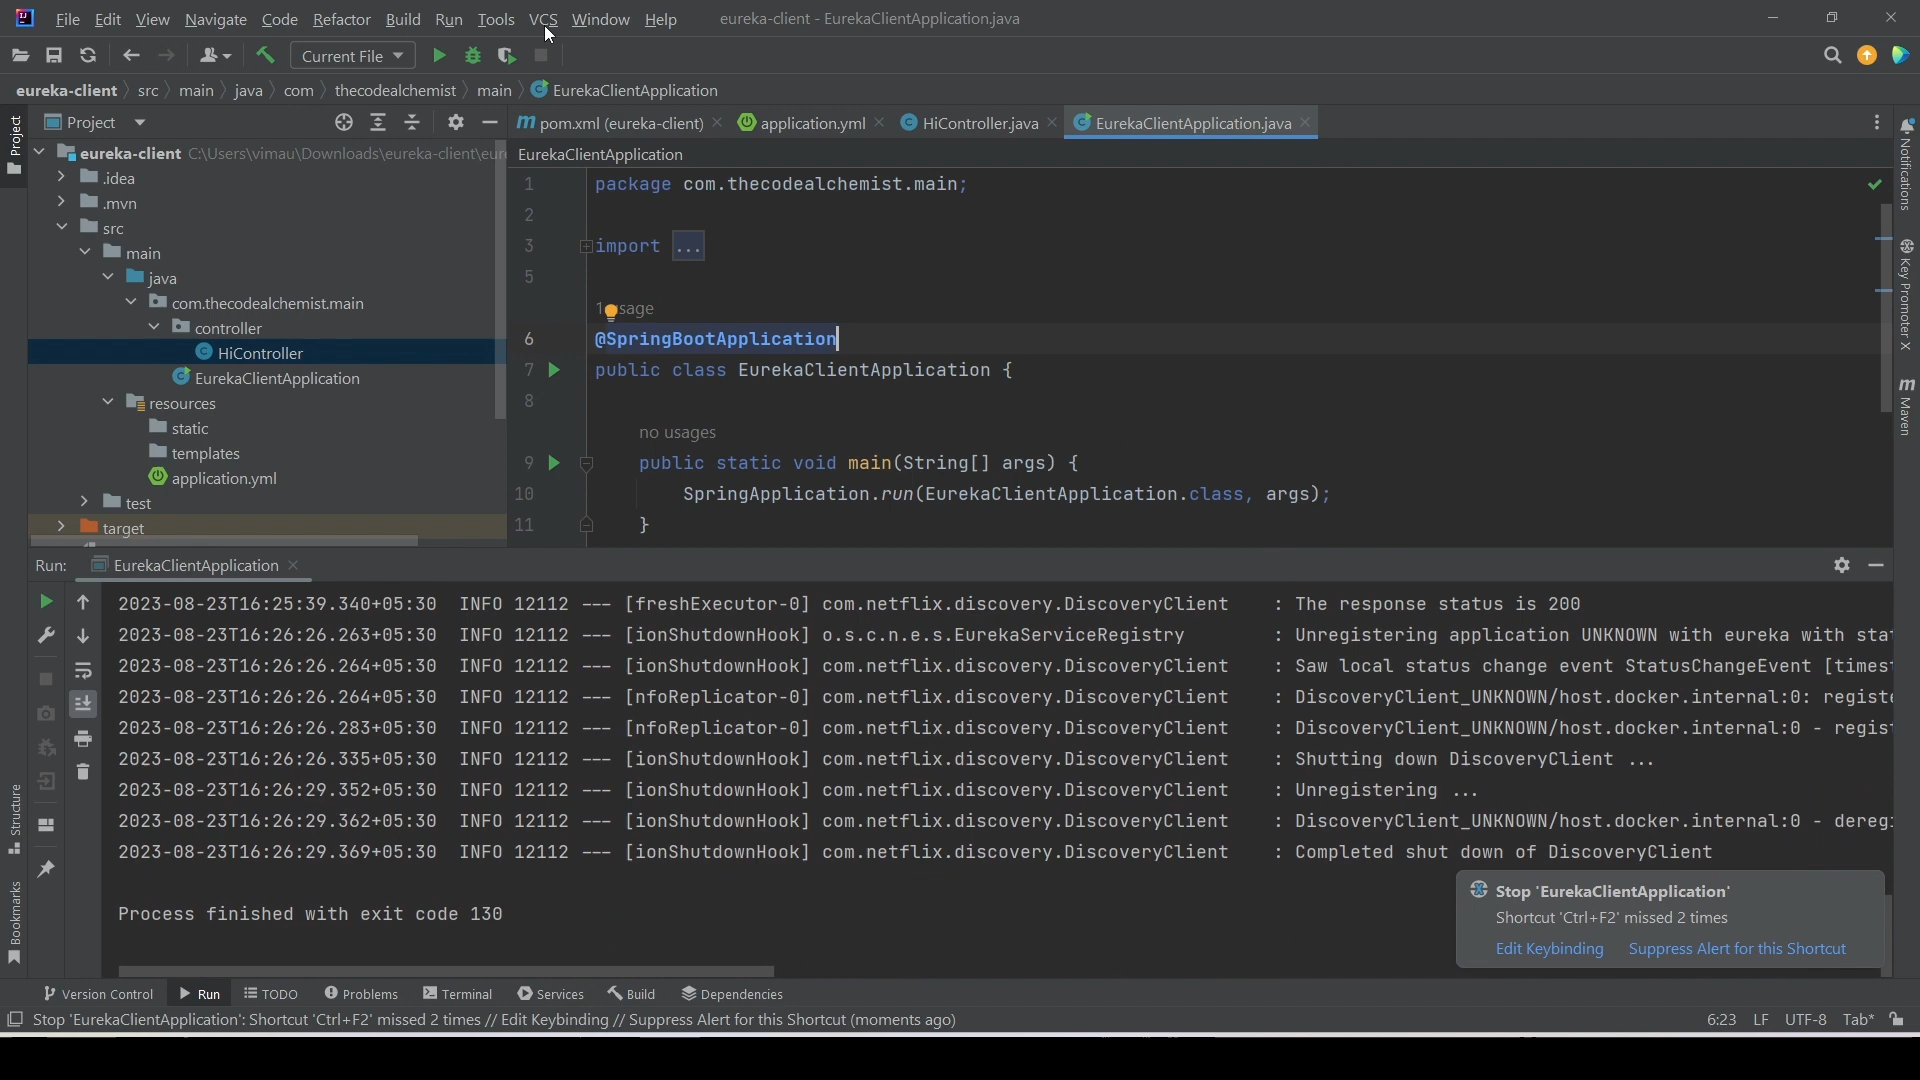 File Edit View Navigate Code Refactor Build Run Tools VCS Window Help eureka-client - EurekaClientApplication.java
Current File
eureka-client src main java com thecodealchemist main EurekaClientApplication
Project
pom.xml (eureka-client) application.yml HiController.java EurekaClientApplication.java
Project
eureka-client C:\Users\vimau\Downloads\eureka-client\eur
.idea
.mvn
src
main
java
com.thecodealchemist.main
controller
HiController
EurekaClientApplication
resources
static
templates
application.yml
test
target
EurekaClientApplication
1 package com.thecodealchemist.main;
2
3 import ...
5
1 usage
6 @SpringBootApplication
7 public class EurekaClientApplication {
8
no usages
9 public static void main(String[] args) {
10 SpringApplication.run(EurekaClientApplication.class, args);
11 }
Notifications
Key Promoter X
Maven
Run: EurekaClientApplication
2023-08-23T16:25:39.340+05:30 INFO 12112 --- [freshExecutor-0] com.netflix.discovery.DiscoveryClient : The response status is 200
2023-08-23T16:26:26.263+05:30 INFO 12112 --- [ionShutdownHook] o.s.c.n.e.s.EurekaServiceRegistry : Unregistering application UNKNOWN with eureka with sta
2023-08-23T16:26:26.264+05:30 INFO 12112 --- [ionShutdownHook] com.netflix.discovery.DiscoveryClient : Saw local status change event StatusChangeEvent [times
2023-08-23T16:26:26.264+05:30 INFO 12112 --- [nfoReplicator-0] com.netflix.discovery.DiscoveryClient : DiscoveryClient_UNKNOWN/host.docker.internal:0: registe
2023-08-23T16:26:26.283+05:30 INFO 12112 --- [nfoReplicator-0] com.netflix.discovery.DiscoveryClient : DiscoveryClient_UNKNOWN/host.docker.internal:0 - regis
2023-08-23T16:26:26.335+05:30 INFO 12112 --- [ionShutdownHook] com.netflix.discovery.DiscoveryClient : Shutting down DiscoveryClient ...
2023-08-23T16:26:29.352+05:30 INFO 12112 --- [ionShutdownHook] com.netflix.discovery.DiscoveryClient : Unregistering ...
2023-08-23T16:26:29.362+05:30 INFO 12112 --- [ionShutdownHook] com.netflix.discovery.DiscoveryClient : DiscoveryClient_UNKNOWN/host.docker.internal:0 - dereg
2023-08-23T16:26:29.369+05:30 INFO 12112 --- [ionShutdownHook] com.netflix.discovery.DiscoveryClient : Completed shut down of DiscoveryClient
Process finished with exit code 130
Structure
Bookmarks
Stop 'EurekaClientApplication'
Shortcut 'Ctrl+F2' missed 2 times
Edit Keybinding Suppress Alert for this Shortcut
Version Control Run TODO Problems Terminal Services Build Dependencies
Stop 'EurekaClientApplication': Shortcut 'Ctrl+F2' missed 2 times // Edit Keybinding // Suppress Alert for this Shortcut (moments ago) 6:23 LF UTF-8 Tab*